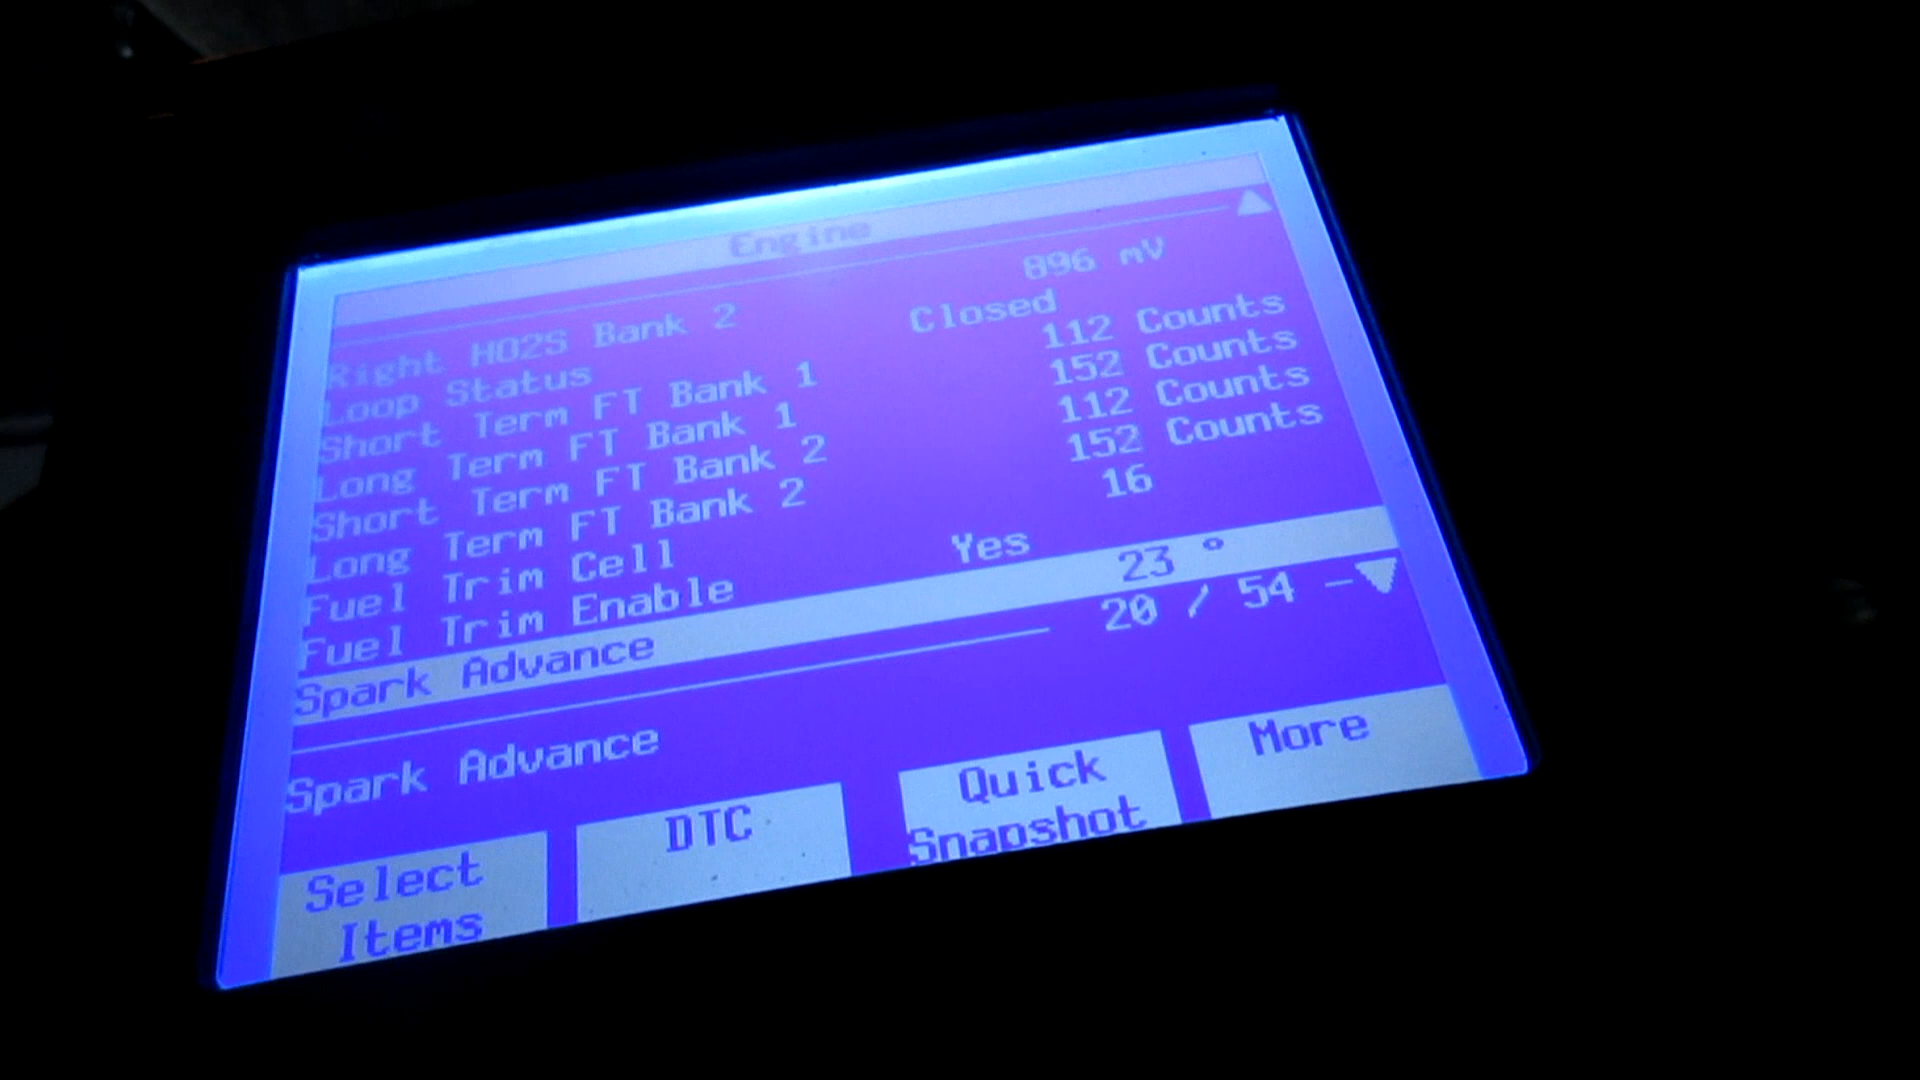 Engine
Right HO2S Bank 2 896 mV
Loop Status Closed
Short Term FT Bank 1 112 Counts
Long Term FT Bank 1 152 Counts
Short Term FT Bank 2 112 Counts
Long Term FT Bank 2 152 Counts
Fuel Trim Cell 16
Fuel Trim Enable Yes
Spark Advance 23 °
20 / 54
Spark Advance
Select Items
DTC
Quick Snapshot
More